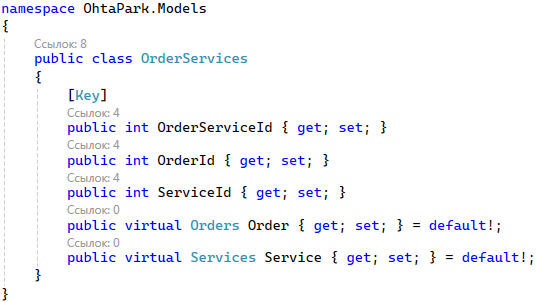 namespace OhtaPark.Models
{
Ссылок: 8
public class OrderServices
{
[Key]
Ссылок: 4
public int OrderServiceId { get; set; }
Ссылок: 4
public int OrderId { get; set; }
Ссылок: 4
public int ServiceId { get; set; }
Ссылок: 0
public virtual Orders Order { get; set; } = default!;
Ссылок: 0
public virtual Services Service { get; set; } = default!;
}
}